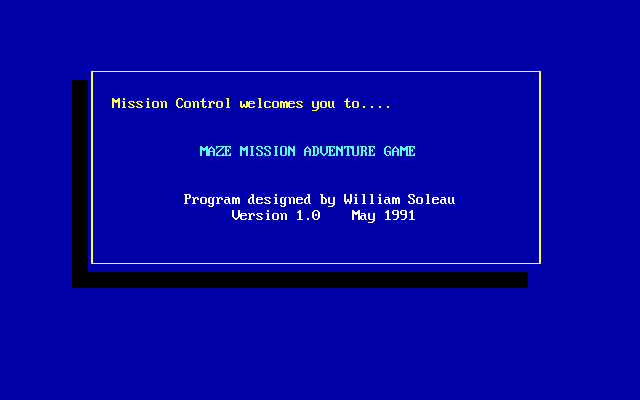 Mission Control welcomes you to....
MAZE MISSION ADVENTURE GAME
Program designed by William Soleau
Version 1.0    May 1991